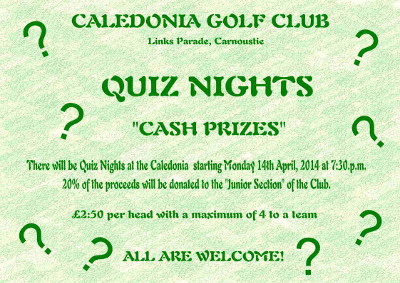 CALEDONIA GOLF CLUB
Links Parade, Carnoustie
? ?
QUIZ NIGHTS
? ?
"CASH PRIZES"
There will be Quiz Nights at the Caledonia starting Monday 14th April, 2014 at 7:30.p.m.
20% of the proceeds will be donated to the "Junior Section" of the Club.
£2:50 per head with a maximum of 4 to a team
? ? ? ?
ALL ARE WELCOME!